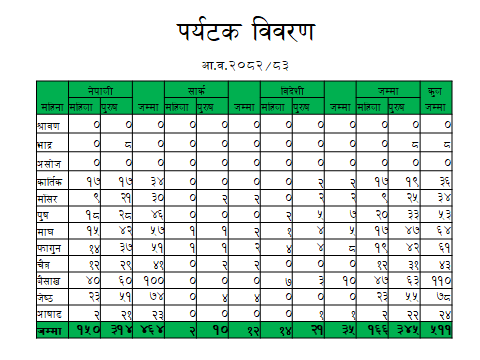 पर्यटक विवरण
आ.व.२०८२/८३
नेपाली सार्क विदेशी जम्मा कुल
महिना महिला पुरुष जम्मा महिला पुरुष जम्मा महिला पुरुष जम्मा महिला पुरुष जम्मा
श्रावण ० ० ० ० ० ० ० ० ० ० ० ०
भाद्र ० ८ ८ ० ० ० ० ० ० ० ८ ८
असोज ० ० ० ० ० ० ० ० ० ० ० ०
कार्तिक १७ १७ ३४ ० ० ० ० २ २ १७ १९ ३६
मंसिर ९ २१ ३० ० २ २ ० २ २ ९ २५ ३४
पुष १८ २८ ४६ ० ० ० २ ५ ७ २० ३३ ५३
माघ १५ ४२ ५७ १ १ २ १ ४ ५ १७ ४७ ६४
फागुन १४ ३७ ५१ १ १ २ ४ ४ ८ १९ ४२ ६१
चैत्र १२ २९ ४१ ० २ २ ० ० ० १२ ३१ ४३
बैसाख ४० ६० १०० ० ० ० ७ ३ १० ४७ ६३ ११०
जेष्ठ २३ ५१ ७४ ० ४ ४ ० ० ० २३ ५५ ७८
अषाढ २ २१ २३ ० ० ० ० १ १ २ २२ २४
जम्मा १५० ३१४ ४६४ २ १० १२ १४ २१ ३५ १६६ ३४५ ५११